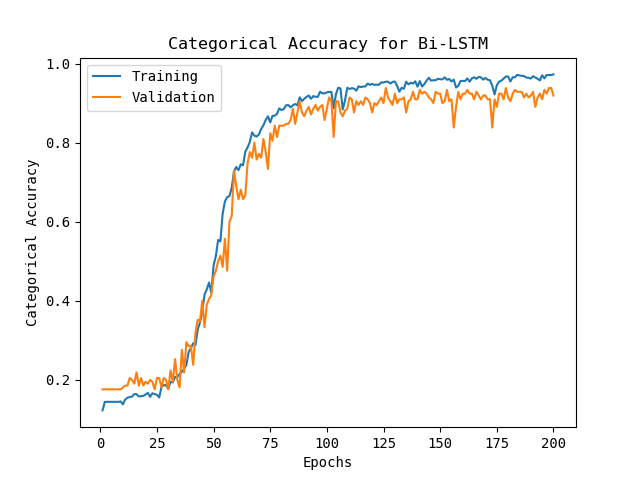 Categorical Accuracy for Bi-LSTM
Training
Validation
Categorical Accuracy
1.0
0.8
0.6
0.4
0.2
0 25 50 75 100 125 150 175 200
Epochs